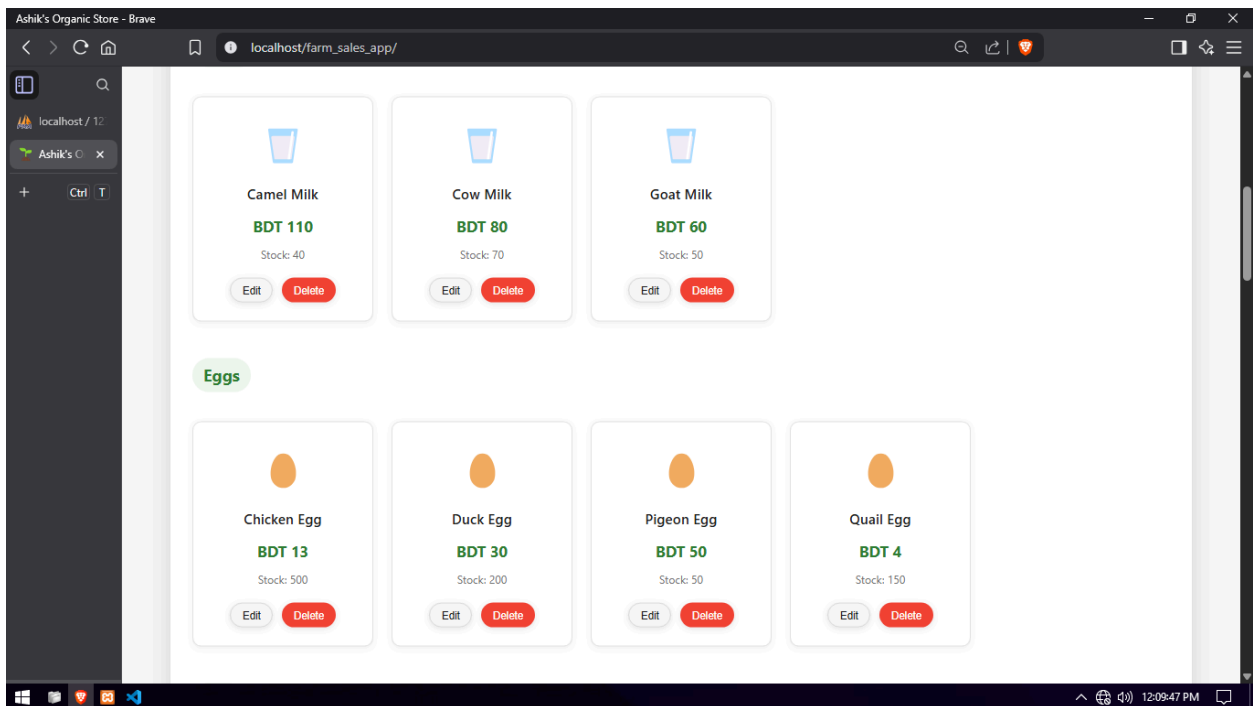 Ashik's Organic Store - Brave
localhost/farm_sales_app/
localhost / 12
Ashik's O
Ctrl T
Camel Milk Cow Milk Goat Milk
BDT 110 BDT 80 BDT 60
Stock: 40 Stock: 70 Stock: 50
Edit Delete Edit Delete Edit Delete
Eggs
Chicken Egg Duck Egg Pigeon Egg Quail Egg
BDT 13 BDT 30 BDT 50 BDT 4
Stock: 500 Stock: 200 Stock: 50 Stock: 150
Edit Delete Edit Delete Edit Delete Edit Delete
12:09:47 PM